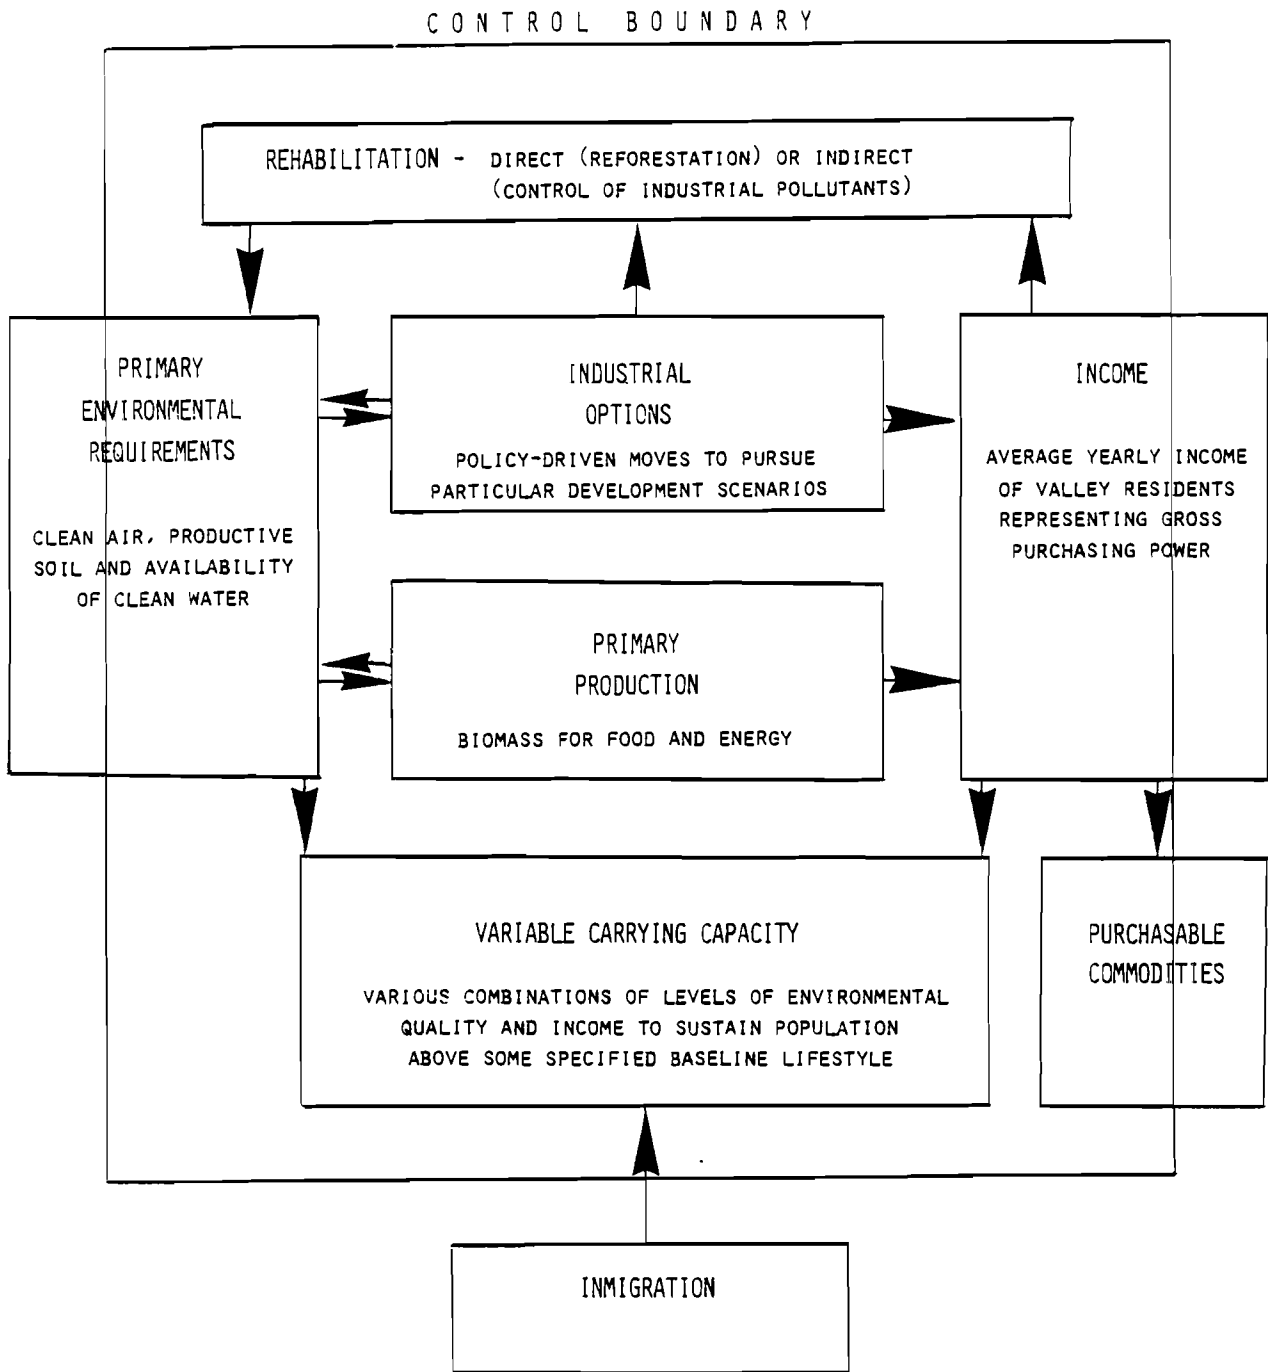 CONTROL BOUNDARY
REHABILITATION - DIRECT (REFORESTATION) OR INDIRECT
(CONTROL OF INDUSTRIAL POLLUTANTS)
PRIMARY
ENVIRONMENTAL
REQUIREMENTS
CLEAN AIR, PRODUCTIVE
SOIL AND AVAILABILITY
OF CLEAN WATER
INDUSTRIAL
OPTIONS
POLICY-DRIVEN MOVES TO PURSUE
PARTICULAR DEVELOPMENT SCENARIOS
INCOME
AVERAGE YEARLY INCOME
OF VALLEY RESIDENTS
REPRESENTING GROSS
PURCHASING POWER
PRIMARY
PRODUCTION
BIOMASS FOR FOOD AND ENERGY
VARIABLE CARRYING CAPACITY
VARIOUS COMBINATIONS OF LEVELS OF ENVIRONMENTAL
QUALITY AND INCOME TO SUSTAIN POPULATION
ABOVE SOME SPECIFIED BASELINE LIFESTYLE
PURCHASABLE
COMMODITIES
INMIGRATION